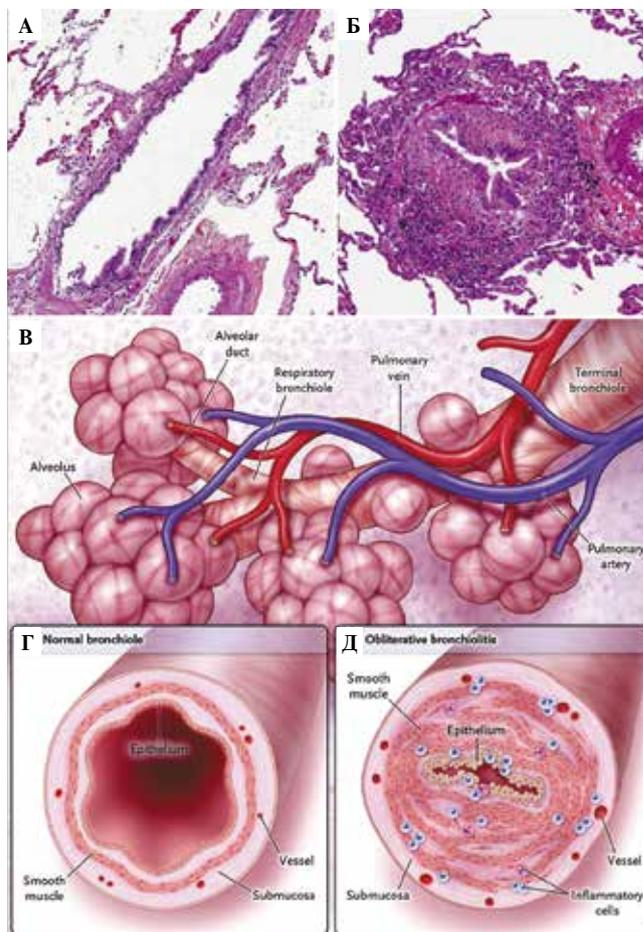 А
Б
В
Alveolar
duct
Respiratory
bronchiole
Pulmonary
vein
Terminal
bronchiole
Alveolus
Pulmonary
artery
Г
Normal bronchiole
Epithelium
Smooth
muscle
Vessel
Submucosa
Д
Obliterative bronchiolitis
Smooth
muscle
Epithelium
Vessel
Submucosa
Inflammatory
cells